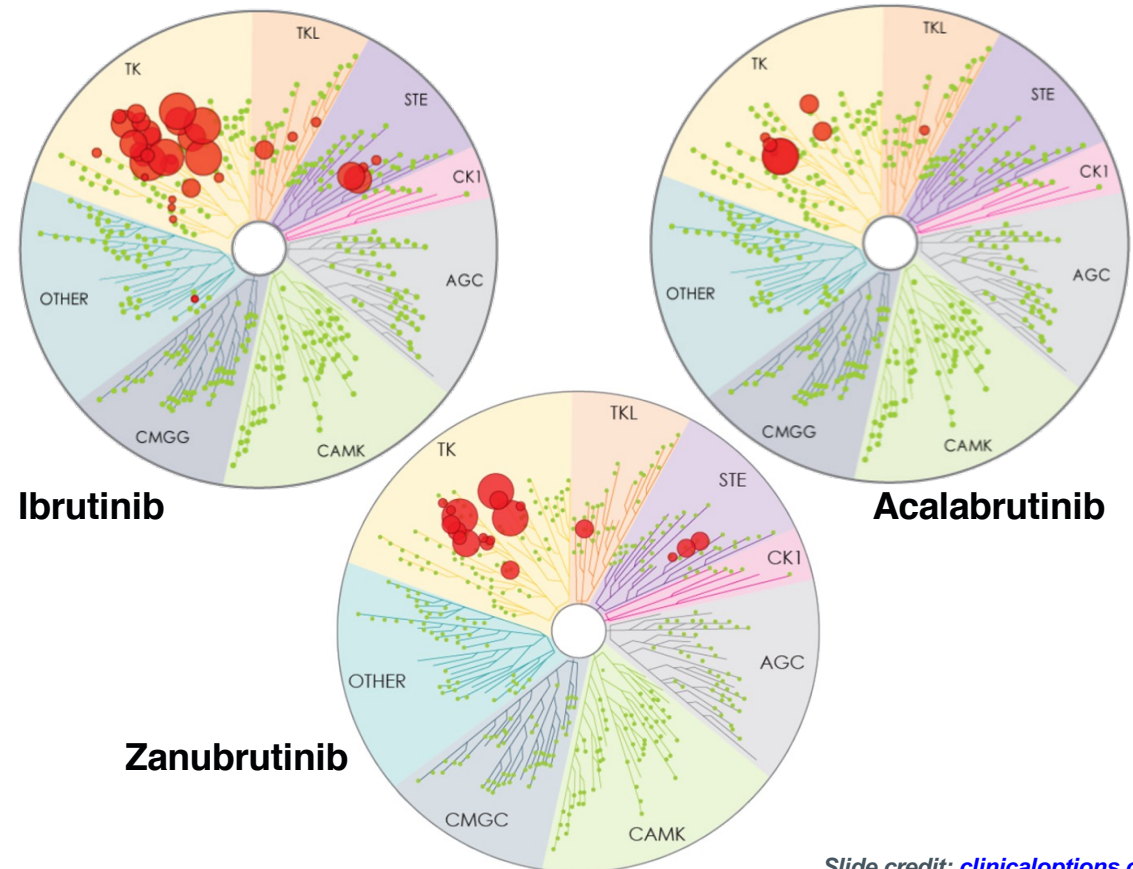 TKL
TK
STE
CK1
AGC
CAMK
CMGG
OTHER
Ibrutinib
TKL
TK
STE
CK1
AGC
CAMK
CMGG
OTHER
Acalabrutinib
TKL
TK
STE
CK1
AGC
CAMK
CMGC
OTHER
Zanubrutinib
Slide credit: clinicaloptions.c